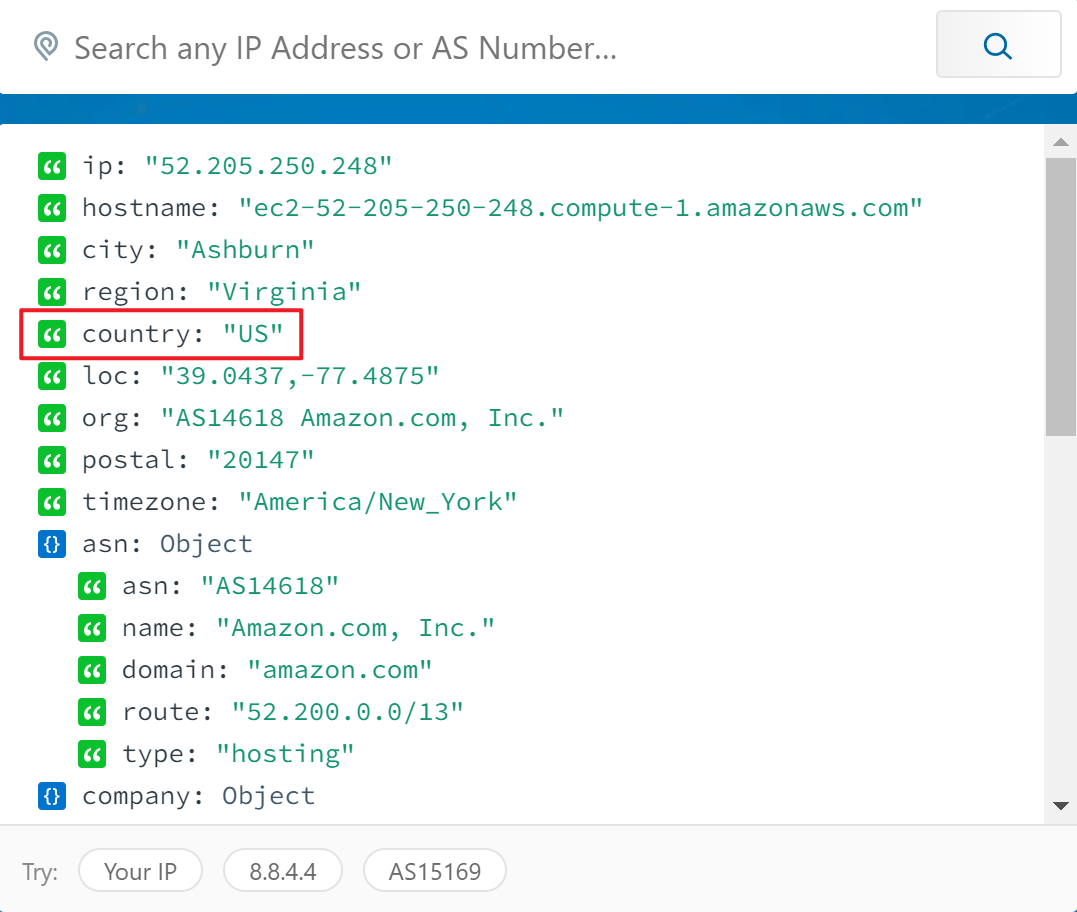 Search any IP Address or AS Number...
ip: "52.205.250.248"
hostname: "ec2-52-205-250-248.compute-1.amazonaws.com"
city: "Ashburn"
region: "Virginia"
country: "US"
loc: "39.0437,-77.4875"
org: "AS14618 Amazon.com, Inc."
postal: "20147"
timezone: "America/New_York"
{} asn: Object
asn: "AS14618"
name: "Amazon.com, Inc."
domain: "amazon.com"
route: "52.200.0.0/13"
type: "hosting"
{} company: Object
Try: Your IP 8.8.4.4 AS15169